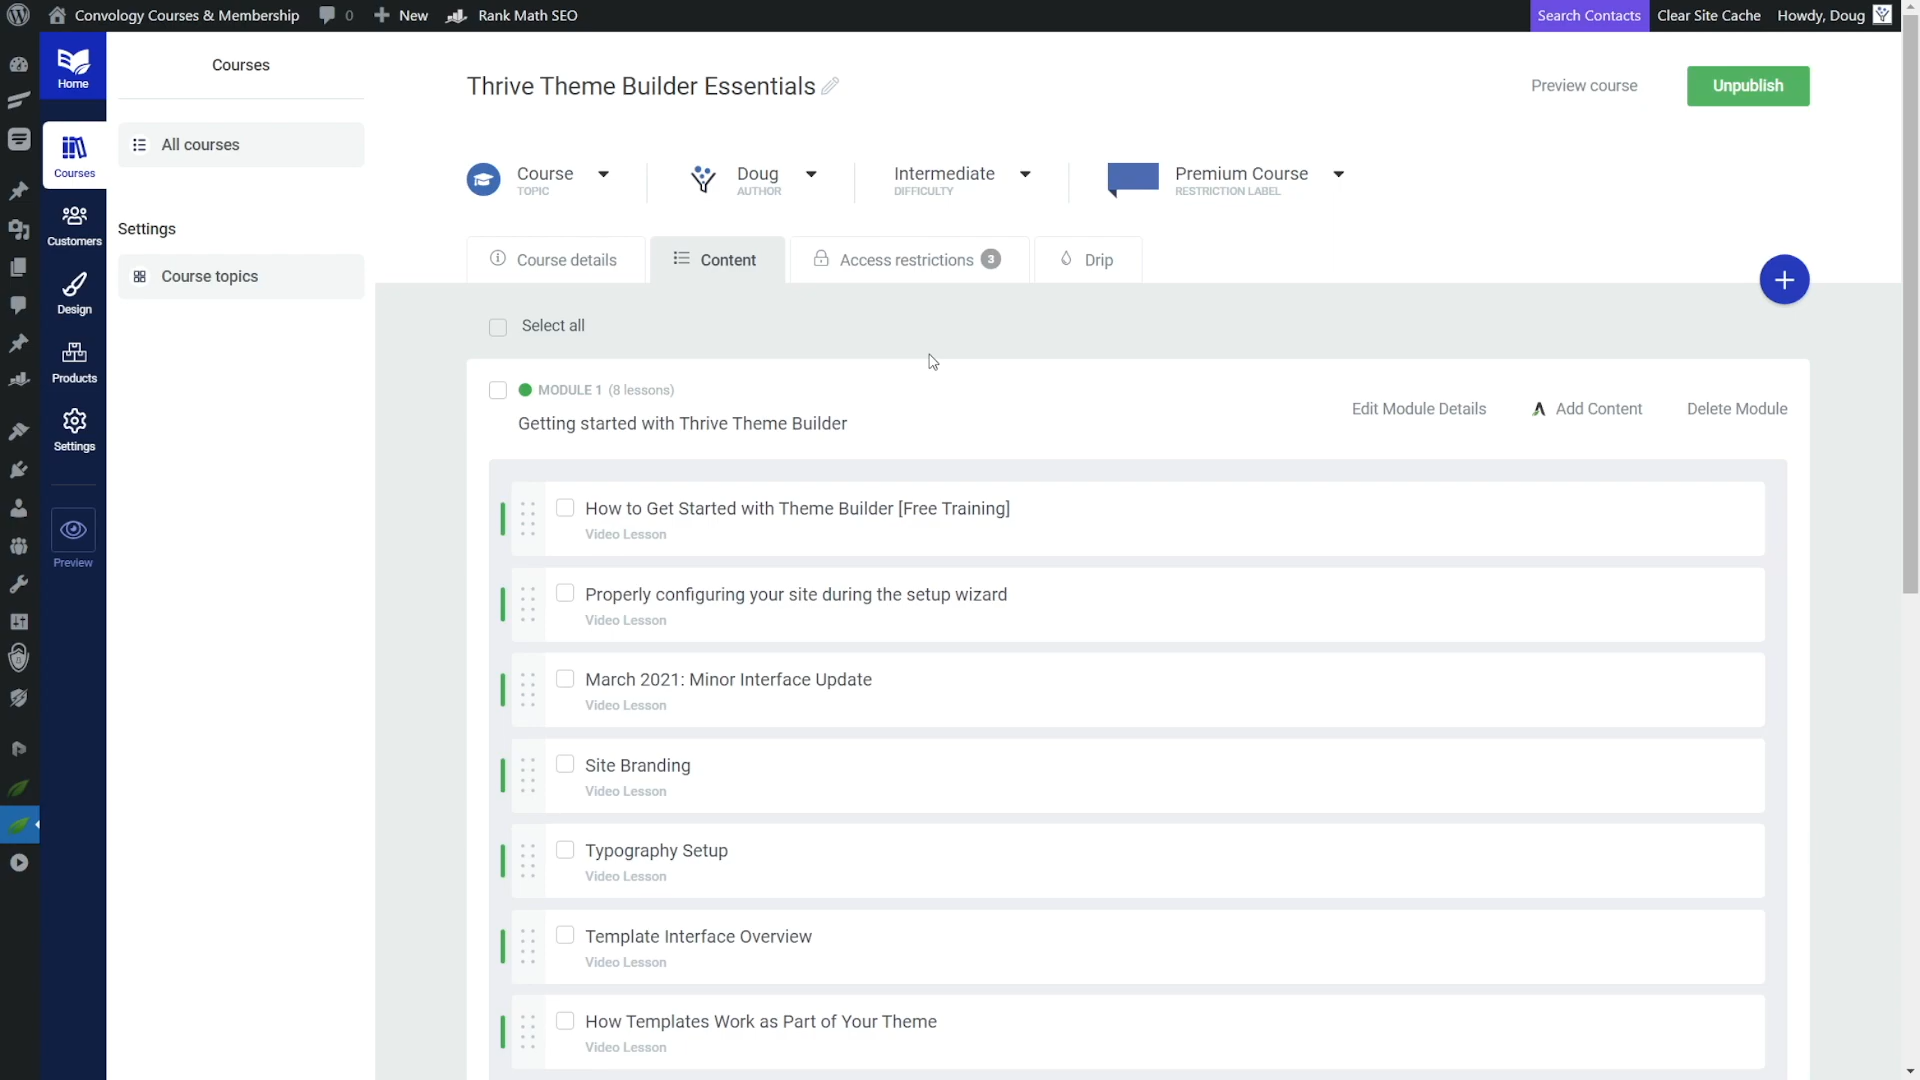 Convology Courses & Membership 0 New Rank Math SEO Search Contacts Clear Site Cache Howdy, Doug
Home
Courses
Customers
Design
Products
Settings
Preview
Courses
All courses
Settings
Course topics
Thrive Theme Builder Essentials
Preview course
Unpublish
Course
TOPIC
Doug
AUTHOR
Intermediate
DIFFICULTY
Premium Course
RESTRICTION LABEL
Course details
Content
Access restrictions 3
Drip
+
Select all
MODULE 1 (8 lessons)
Getting started with Thrive Theme Builder
Edit Module Details
Add Content
Delete Module
How to Get Started with Theme Builder [Free Training]
Video Lesson
Properly configuring your site during the setup wizard
Video Lesson
March 2021: Minor Interface Update
Video Lesson
Site Branding
Video Lesson
Typography Setup
Video Lesson
Template Interface Overview
Video Lesson
How Templates Work as Part of Your Theme
Video Lesson